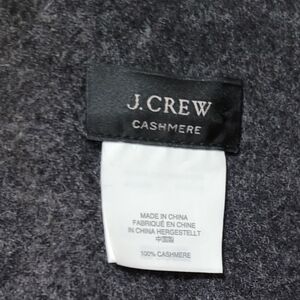 J.CREW
CASHMERE
MADE IN CHINA
FABRIQUÉ EN CHINE
IN CHINA HERGESTELLT
中国製
100% CASHMERE